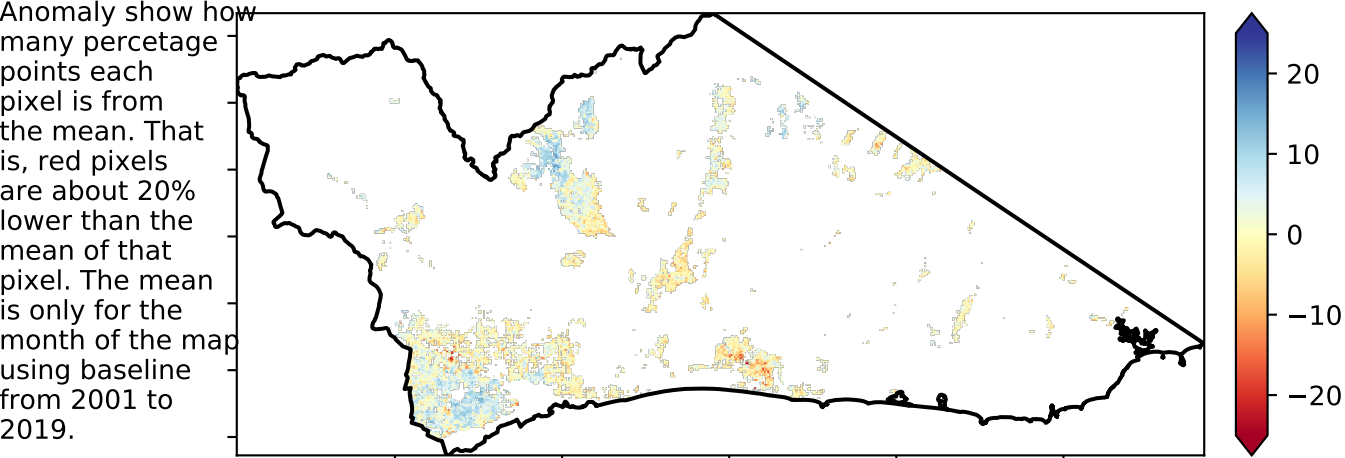 Anomaly show how
many percetage
points each
pixel is from
the mean. That
is, red pixels
are about 20%
lower than the
mean of that
pixel. The mean
is only for the
month of the map
using baseline
from 2001 to
2019.
20
10
0
−10
−20